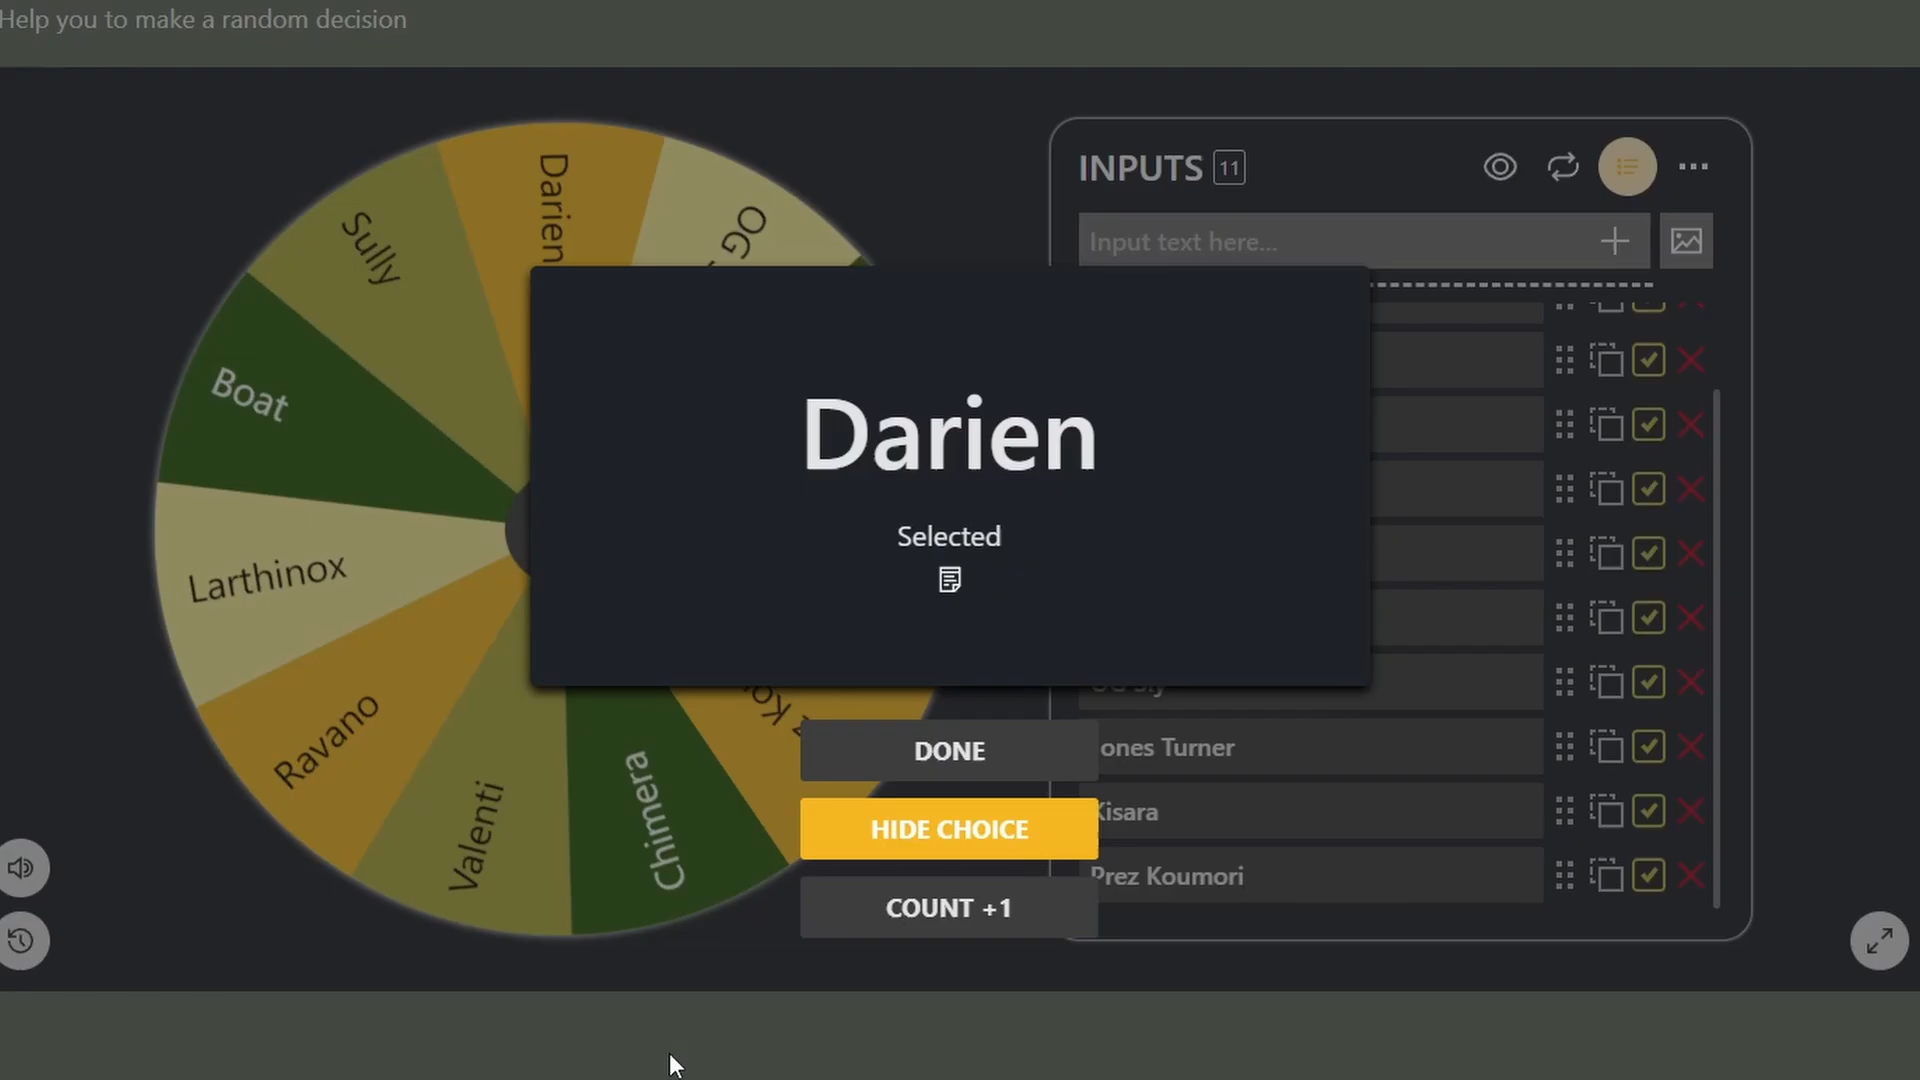 Help you to make a random decision
INPUTS 11
Input text here...
Darien
OG
Sully
Boat
Larthinox
Ravano
Valenti
Chimera
Darien
Selected
DONE
HIDE CHOICE
COUNT +1
ones Turner
Kisara
Prez Koumori